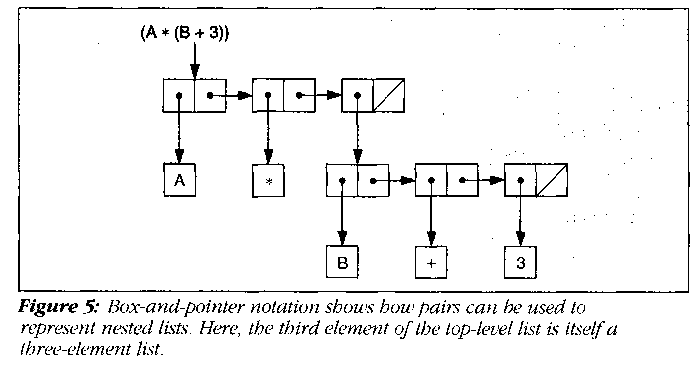 (A * (B + 3))
A
*
B
+
3
Figure 5: Box-and-pointer notation shows how pairs can be used to
represent nested lists. Here, the third element of the top-level list is itself a
three-element list.